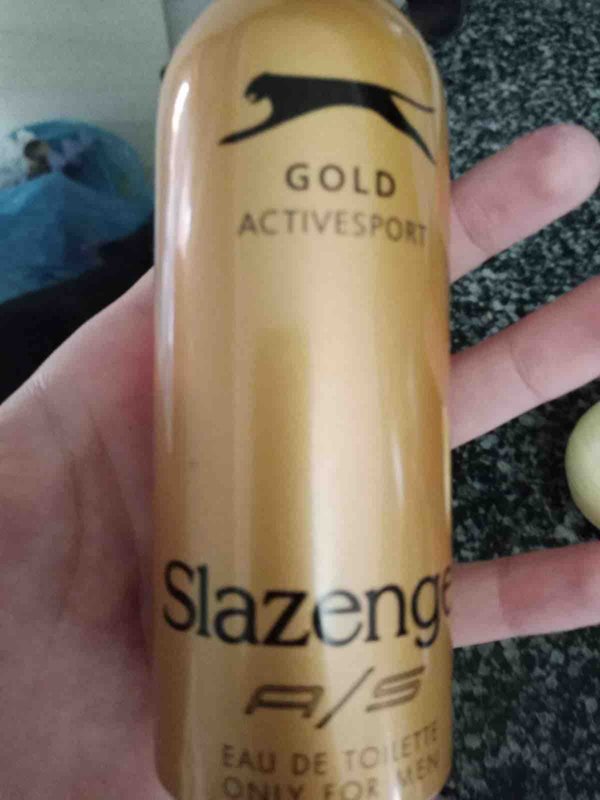 GOLD
ACTIVESPORT
Slazenge
A/S
EAU DE TOILETTE
ONLY FOR MEN